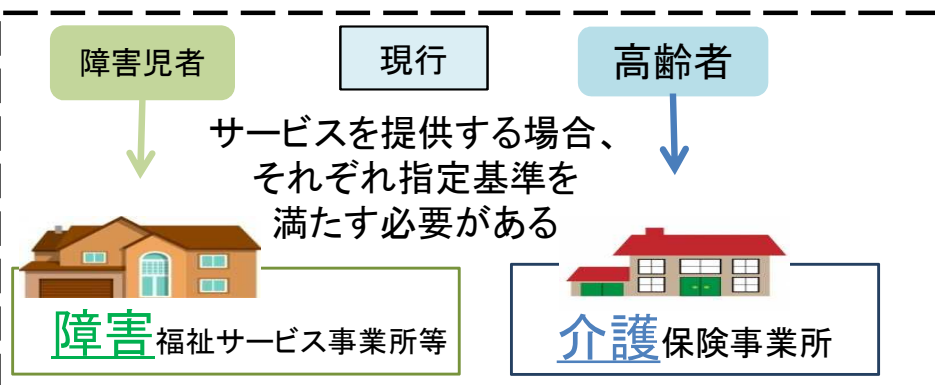 障害児者
現行
高齢者
サービスを提供する場合、
それぞれ指定基準を
満たす必要がある
障害福祉サービス事業所等
介護保険事業所